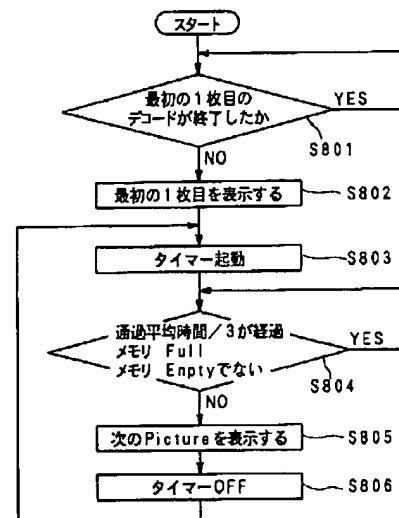 スタート
最初の1枚目の
デコードが終了したか
YES
S801
NO
最初の1枚目を表示する
S802
タイマー起動
S803
通過平均時間/3が経過
メモリ Full
メモリ Emptyでない
YES
S804
NO
次のPictureを表示する
S805
タイマーOFF
S806